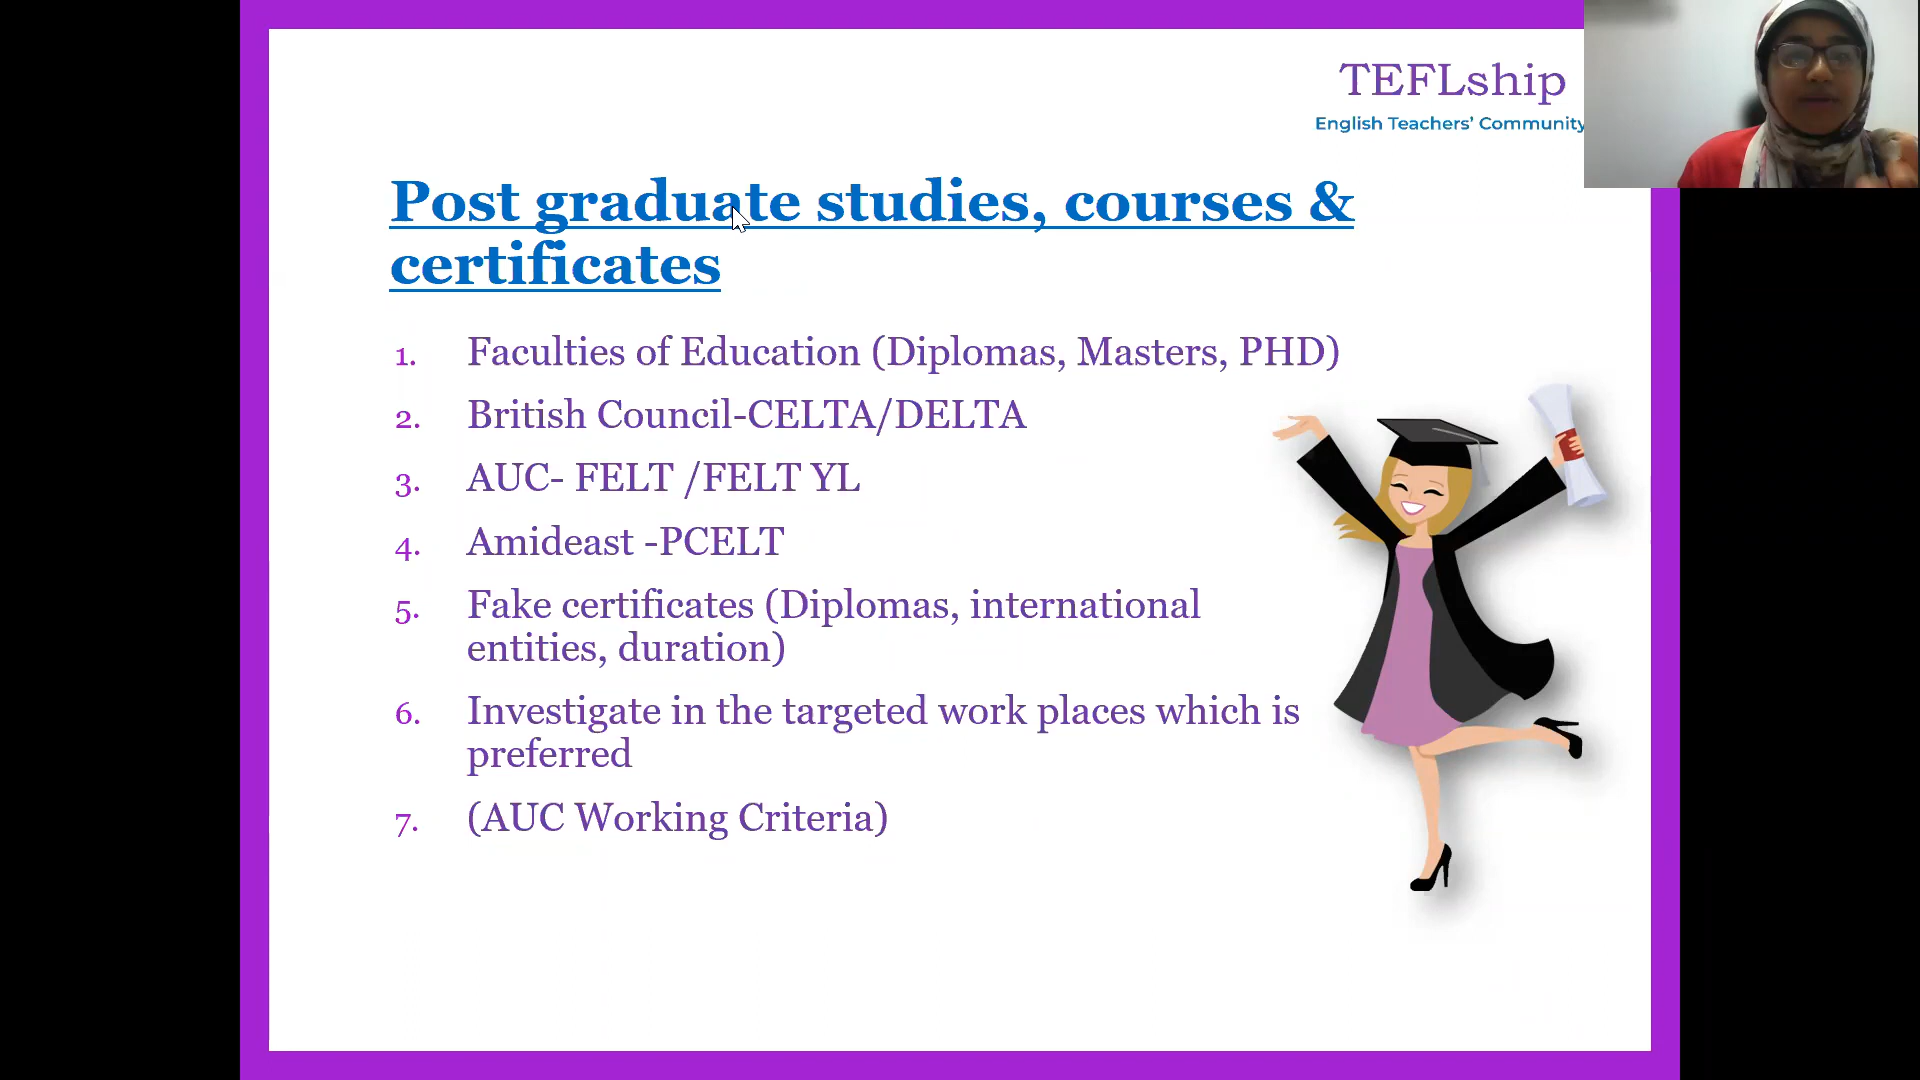 TEFLship
English Teachers' Community
Post graduate studies, courses &
certificates
1. Faculties of Education (Diplomas, Masters, PHD)
2. British Council-CELTA/DELTA
3. AUC- FELT /FELT YL
4. Amideast -PCELT
5. Fake certificates (Diplomas, international
entities, duration)
6. Investigate in the targeted work places which is
preferred
7. (AUC Working Criteria)